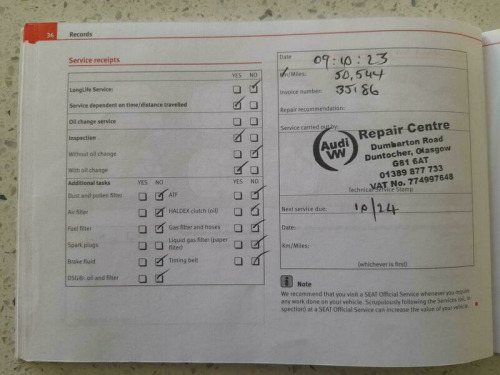 36 Records
Service receipts
YES NO
LongLife Service:
Service dependent on time/distance travelled
Oil change service
Inspection
Without oil change
With oil change
Additional tasks YES NO YES NO
Dust and pollen filter ATF
Air filter HALDEX clutch (oil)
Fuel filter Gas filter and hoses
Spark plugs Liquid gas filter (paper filter)
Brake fluid Timing belt
DSG®: oil and filter
Date 09:10:23
Km/Miles: 50,544
Invoice number: 35186
Repair recommendation:
Service carried out by:
Audi
VW
Repair Centre
Dumbarton Road
Duntocher, Glasgow
G81 6AT
01389 877 733
VAT No. 774997648
Technical Service Stamp
Next service due: 10/24
Date:
Km/Miles:
(whichever is first)
i Note
We recommend that you visit a SEAT Official Service whenever you require
any work done on your vehicle. Scrupulously following the Services (oil, in-
spection) at a SEAT Official Service can increase the value of your vehicle.